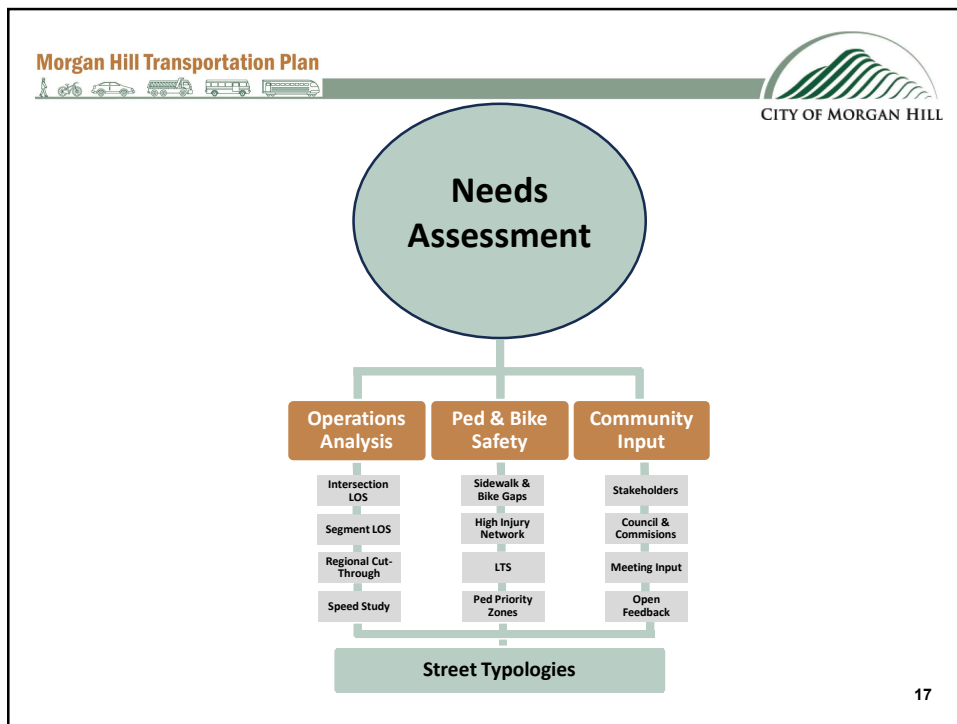 Morgan Hill Transportation Plan
CITY OF MORGAN HILL
Needs
Assessment
Operations
Analysis
Intersection
LOS
Segment LOS
Regional Cut-
Through
Speed Study
Ped & Bike
Safety
Sidewalk &
Bike Gaps
High Injury
Network
LTS
Ped Priority
Zones
Community
Input
Stakeholders
Council &
Commisions
Meeting Input
Open
Feedback
Street Typologies
17